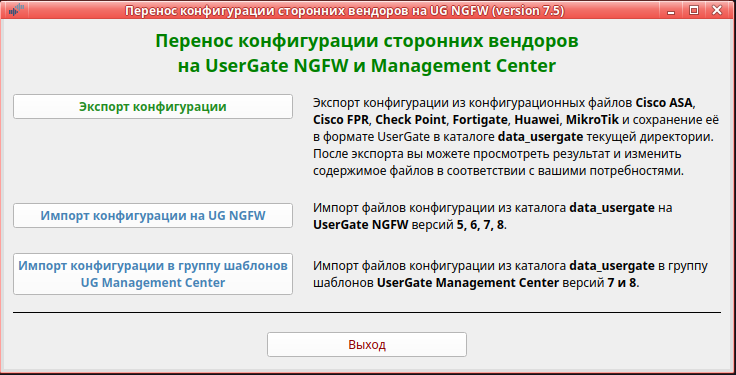 Перенос конфигурации сторонних вендоров на UG NGFW (version 7.5)
Перенос конфигурации сторонних вендоров
на UserGate NGFW и Management Center
Экспорт конфигурации
Экспорт конфигурации из конфигурационных файлов Cisco ASA,
Cisco FPR, Check Point, Fortigate, Huawei, MikroTik и сохранение её
в формате UserGate в каталоге data_usergate текущей директории.
После экспорта вы можете просмотреть результат и изменить
содержимое файлов в соответствии с вашими потребностями.
Импорт конфигурации на UG NGFW
Импорт файлов конфигурации из каталога data_usergate на
UserGate NGFW версий 5, 6, 7, 8.
Импорт конфигурации в группу шаблонов
UG Management Center
Импорт файлов конфигурации из каталога data_usergate в группу
шаблонов UserGate Management Center версий 7 и 8.
Выход